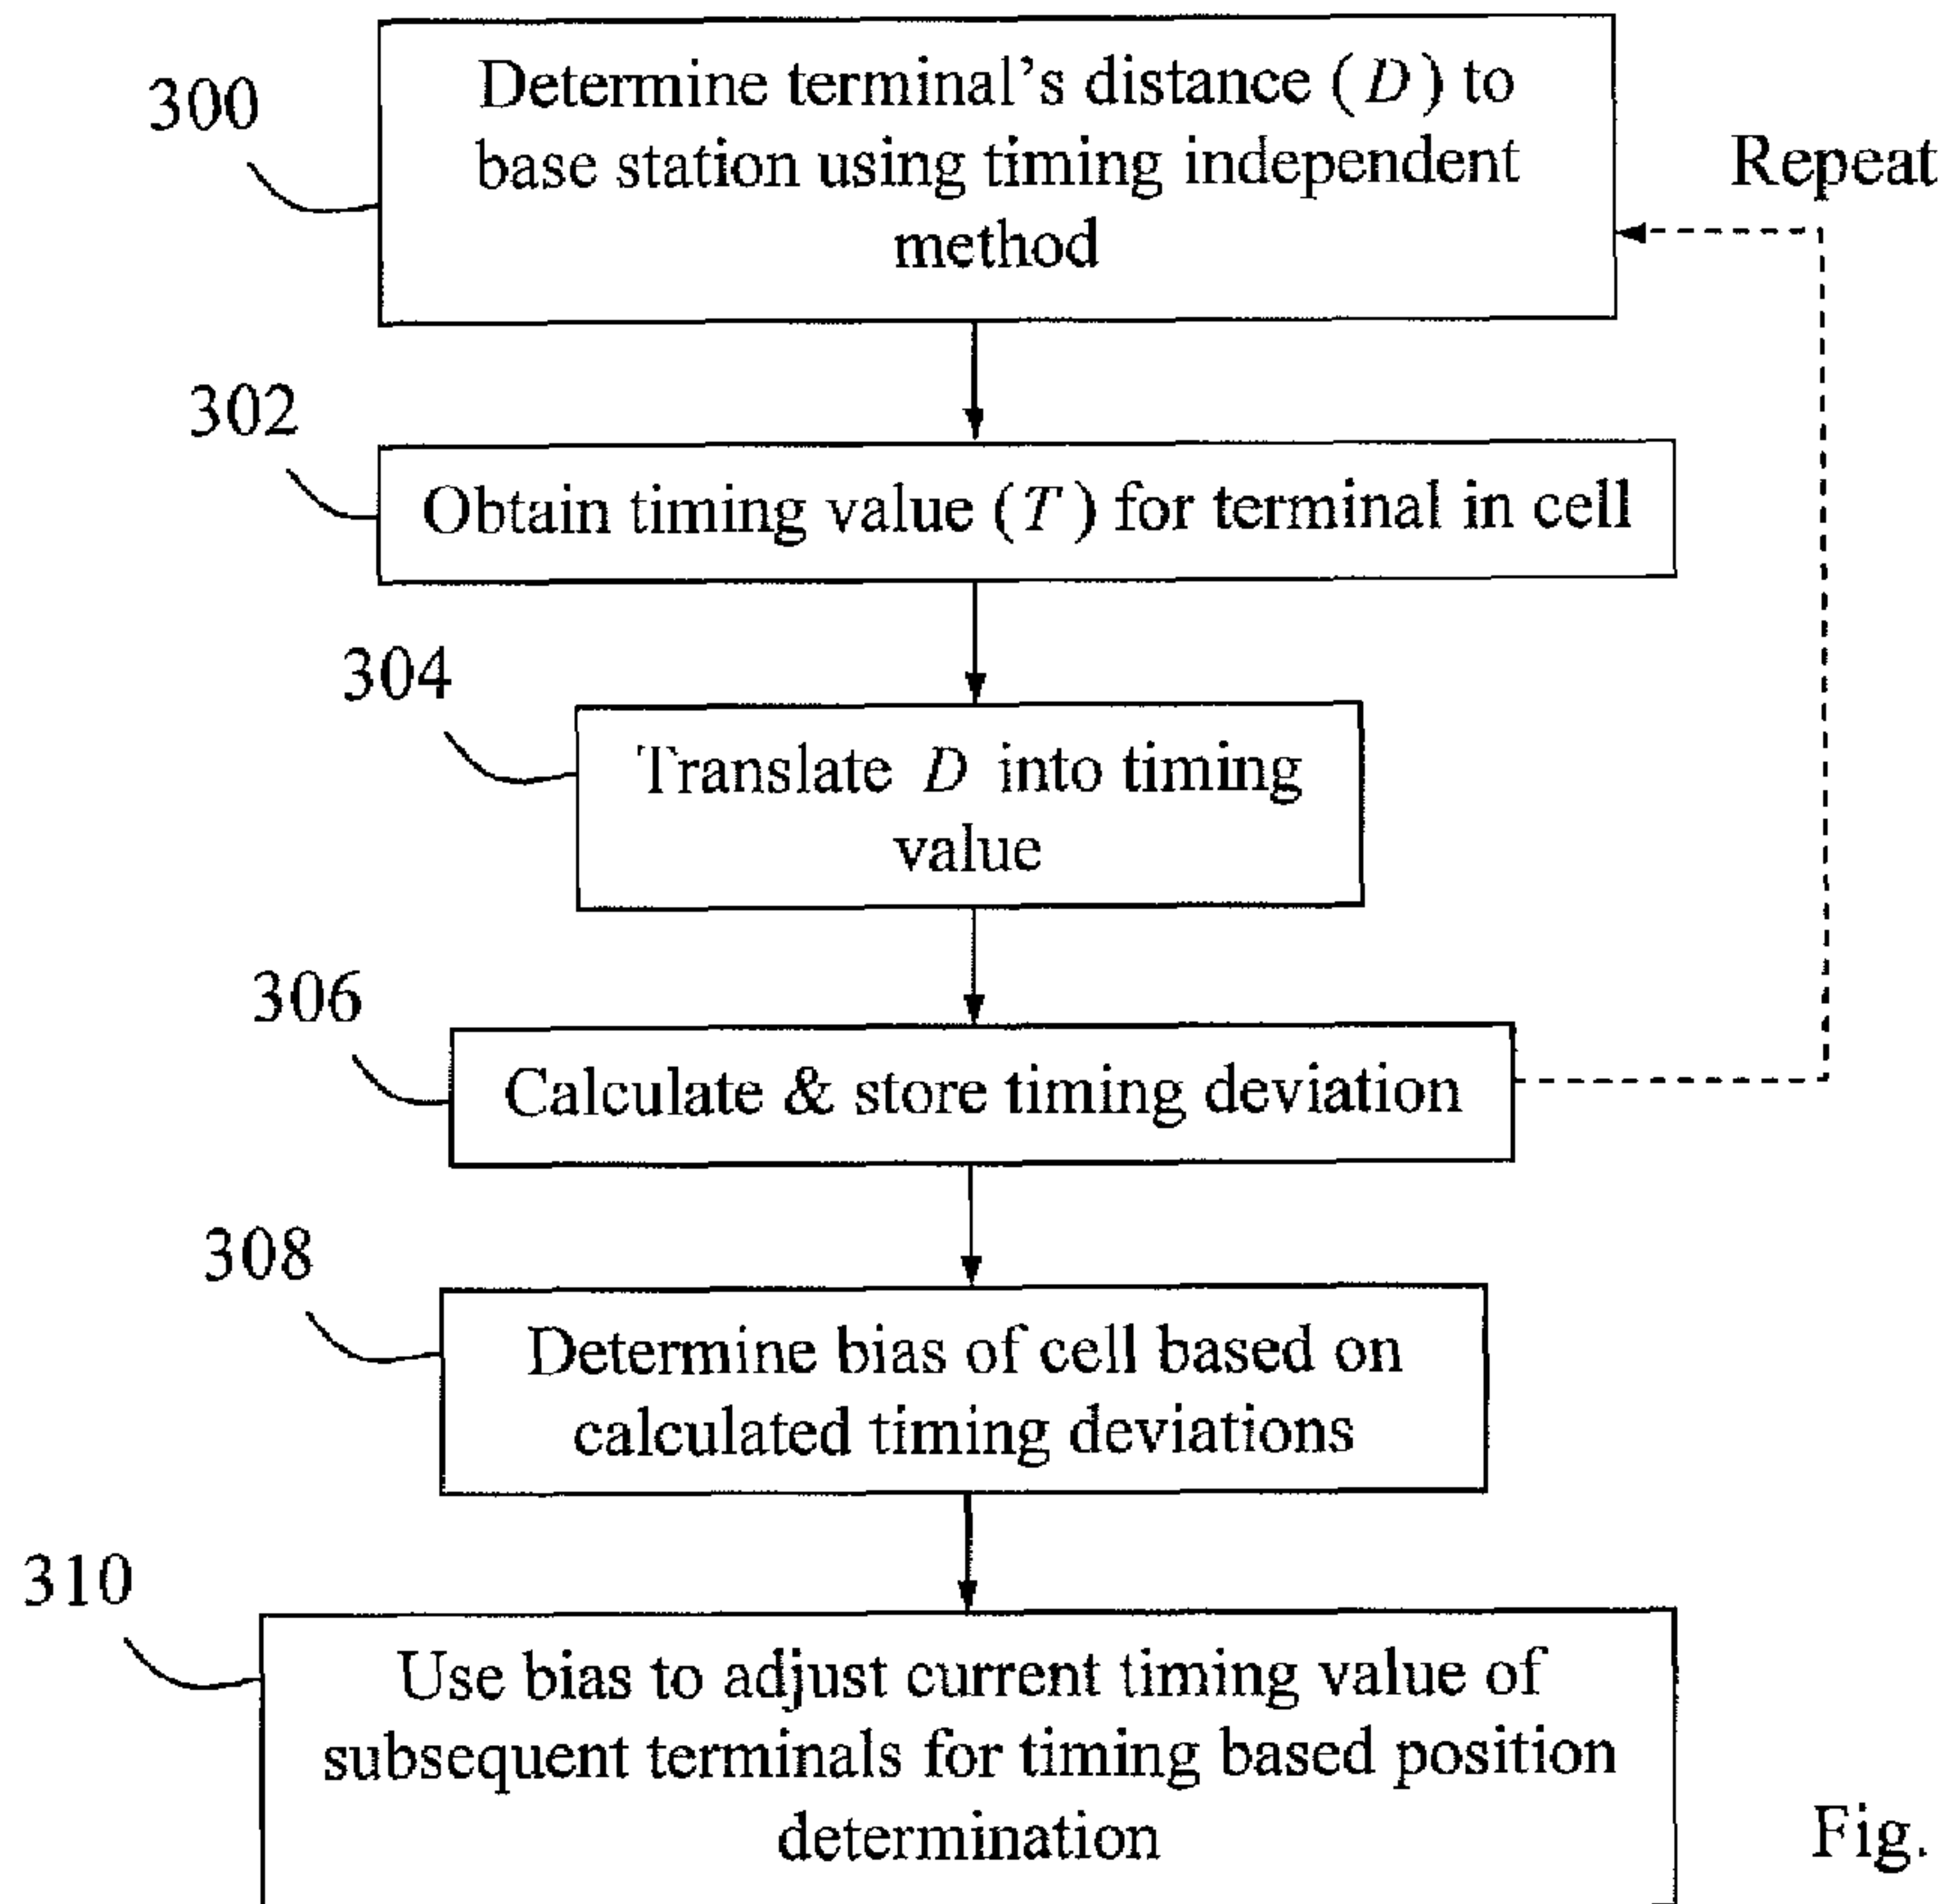 300
Determine terminal's distance (D) to
base station using timing independent
method
Repeat
302
Obtain timing value (T) for terminal in cell
304
Translate D into timing
value
306
Calculate & store timing deviation
308
Determine bias of cell based on
calculated timing deviations
310
Use bias to adjust current timing value of
subsequent terminals for timing based position
determination
Fig.